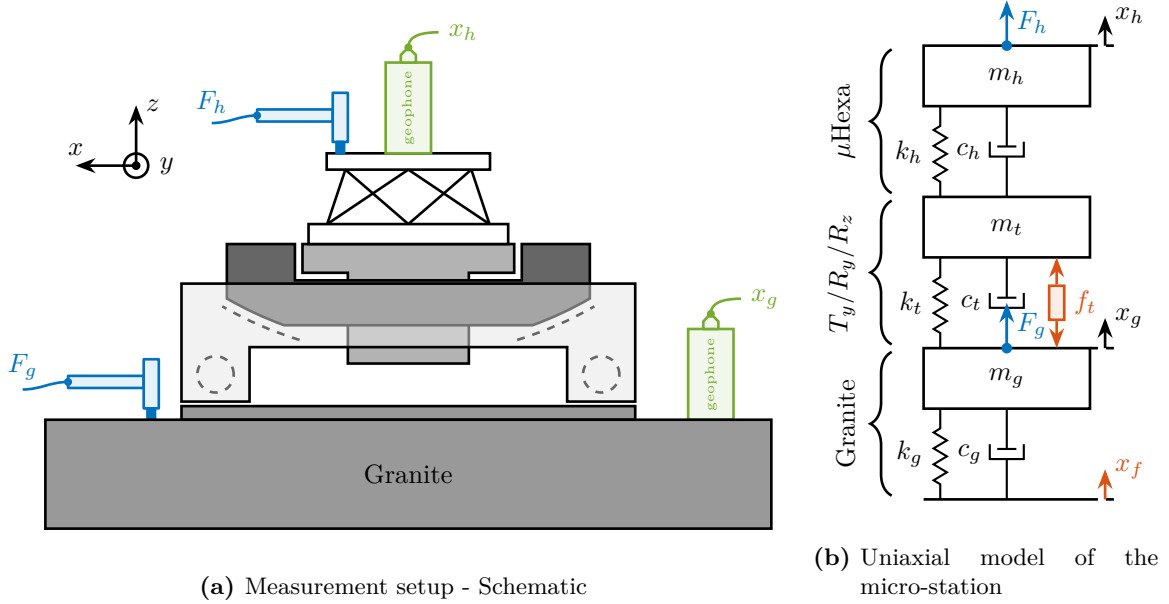 x_h
F_h
geophone
z
x
y
x_g
geophone
F_g
Granite
(a) Measurement setup - Schematic
F_h
x_h
m_h
μHexa
k_h
c_h
m_t
T_y/R_y/R_z
k_t
c_t
f_t
F_g
x_g
m_g
Granite
k_g
c_g
x_f
(b) Uniaxial model of the
micro-station